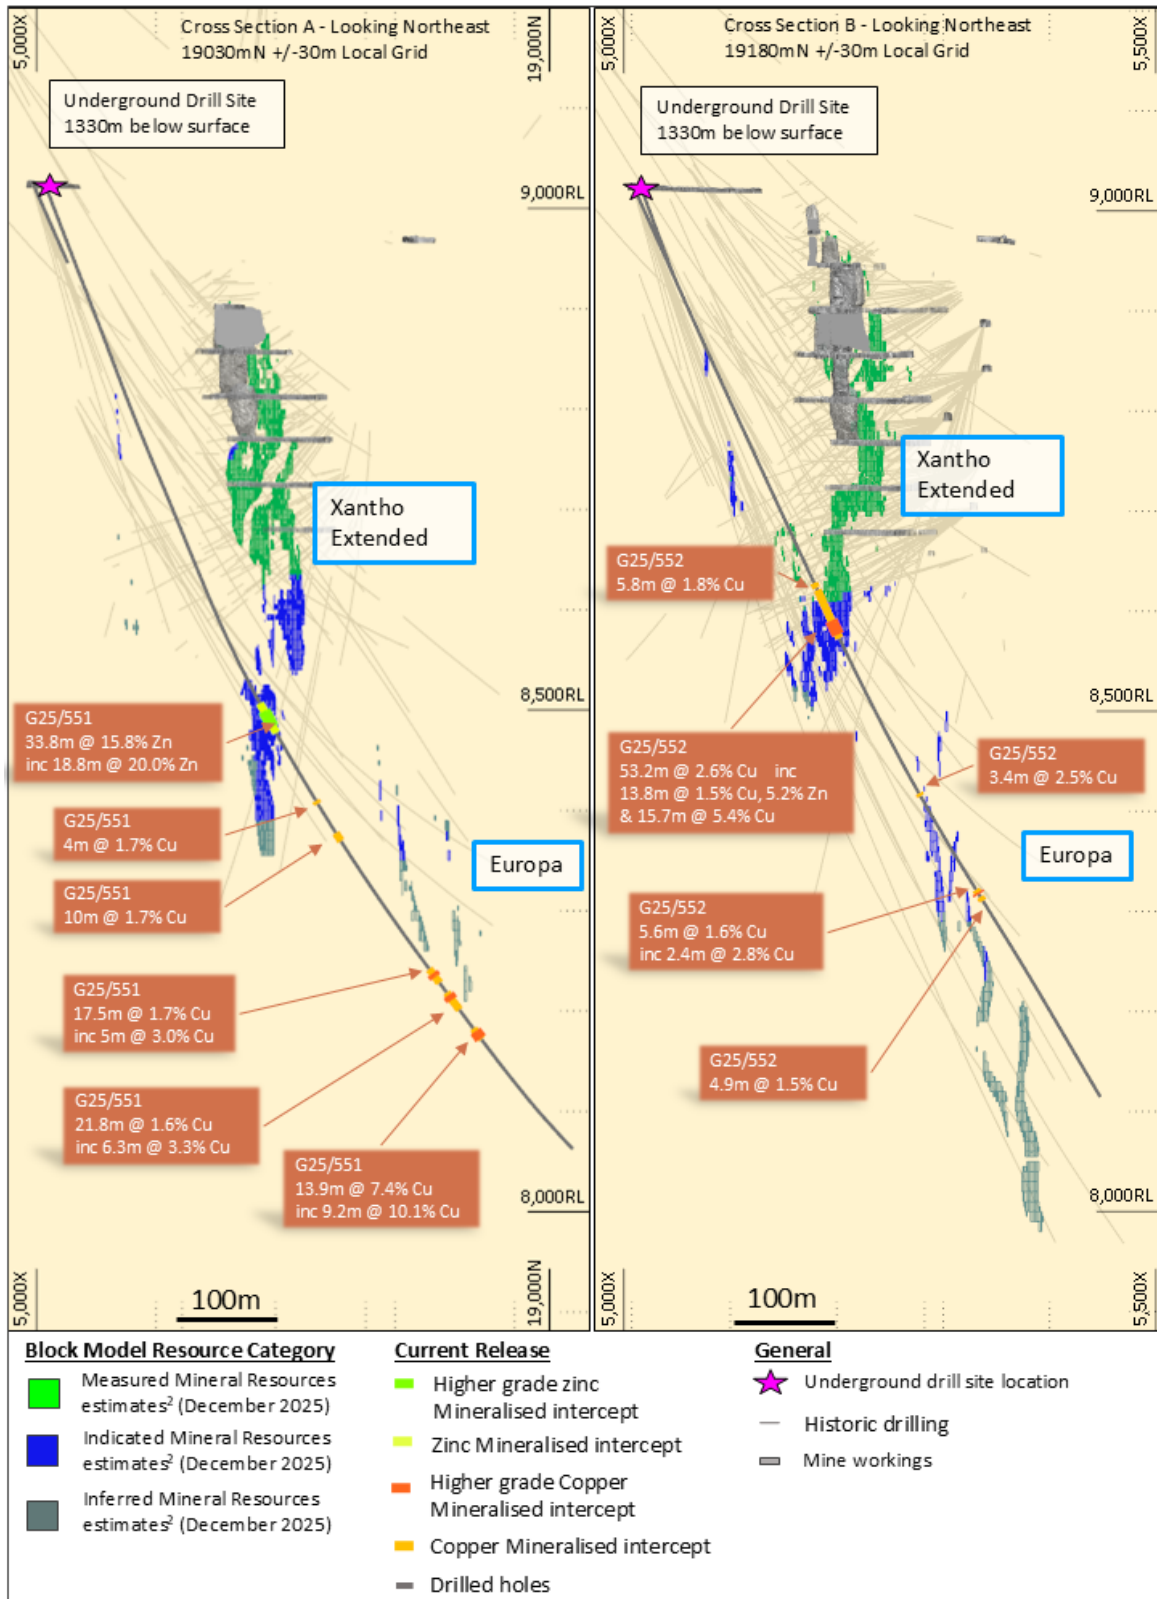 Cross Section A - Looking Northeast
19030mN +/-30m Local Grid
5,000X
19,000N
Underground Drill Site
1330m below surface
9,000RL
Xantho
Extended
8,500RL
G25/551
33.8m @ 15.8% Zn
inc 18.8m @ 20.0% Zn
G25/551
4m @ 1.7% Cu
G25/551
10m @ 1.7% Cu
Europa
G25/551
17.5m @ 1.7% Cu
inc 5m @ 3.0% Cu
G25/551
21.8m @ 1.6% Cu
inc 6.3m @ 3.3% Cu
G25/551
13.9m @ 7.4% Cu
inc 9.2m @ 10.1% Cu
8,000RL
5,000X
100m
19,000N
Cross Section B - Looking Northeast
19180mN +/-30m Local Grid
5,000X
5,500X
Underground Drill Site
1330m below surface
9,000RL
Xantho
Extended
G25/552
5.8m @ 1.8% Cu
8,500RL
G25/552
53.2m @ 2.6% Cu inc
13.8m @ 1.5% Cu, 5.2% Zn
& 15.7m @ 5.4% Cu
G25/552
3.4m @ 2.5% Cu
Europa
G25/552
5.6m @ 1.6% Cu
inc 2.4m @ 2.8% Cu
G25/552
4.9m @ 1.5% Cu
8,000RL
5,000X
100m
5,500X
Block Model Resource Category
Measured Mineral Resources
estimates² (December 2025)
Indicated Mineral Resources
estimates² (December 2025)
Inferred Mineral Resources
estimates² (December 2025)
Current Release
Higher grade zinc
Mineralised intercept
Zinc Mineralised intercept
Higher grade Copper
Mineralised intercept
Copper Mineralised intercept
Drilled holes
General
Underground drill site location
Historic drilling
Mine workings